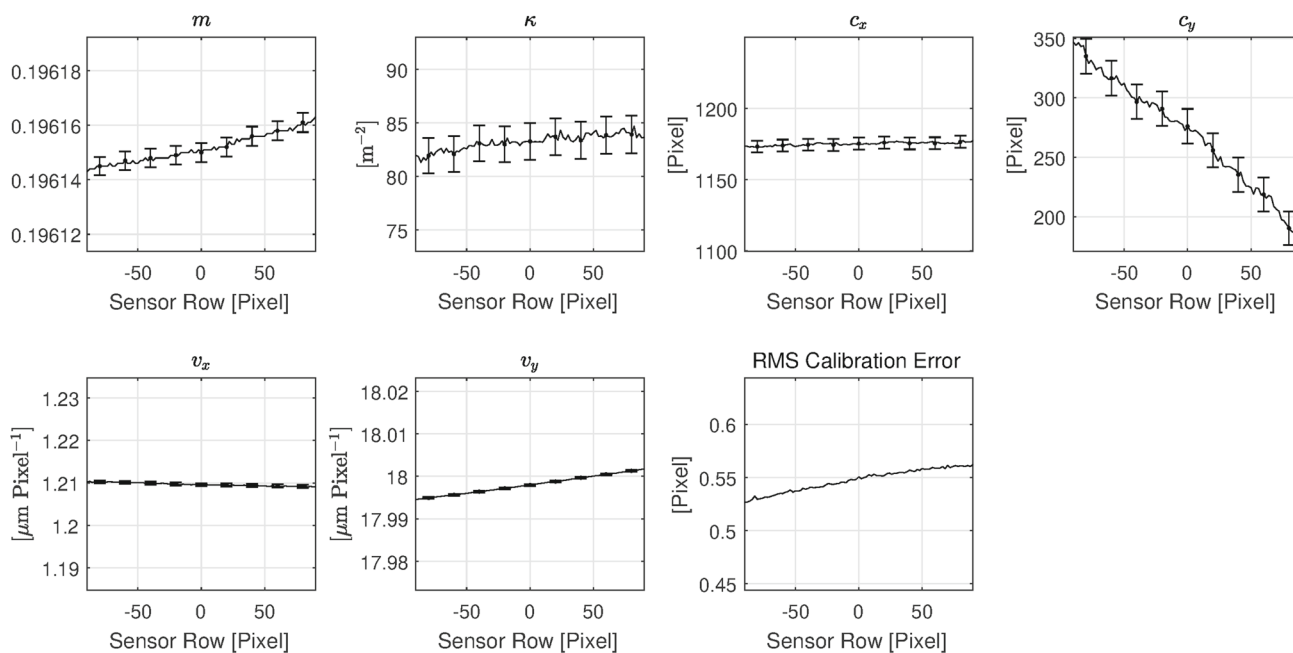 m
0.19618
0.19616
0.19614
0.19612
-50 0 50
Sensor Row [Pixel]
κ
[m⁻²]
90
85
80
75
-50 0 50
Sensor Row [Pixel]
cₓ
[Pixel]
1200
1150
1100
-50 0 50
Sensor Row [Pixel]
c_y
[Pixel]
350
300
250
200
-50 0 50
Sensor Row [Pixel]
vₓ
[μm Pixel⁻¹]
1.23
1.22
1.21
1.2
1.19
-50 0 50
Sensor Row [Pixel]
v_y
[μm Pixel⁻¹]
18.02
18.01
18
17.99
17.98
-50 0 50
Sensor Row [Pixel]
RMS Calibration Error
[Pixel]
0.6
0.55
0.5
0.45
-50 0 50
Sensor Row [Pixel]